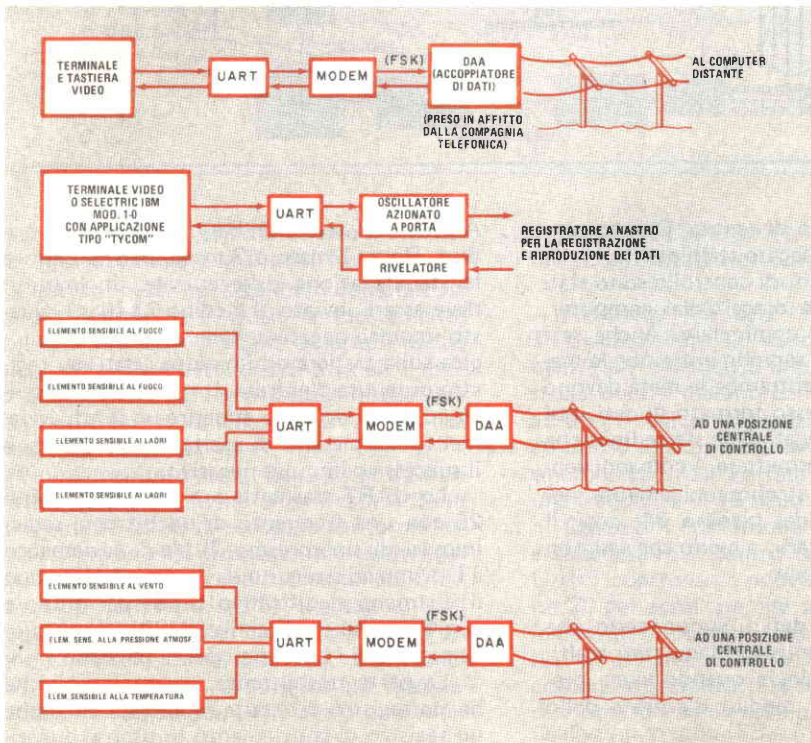 TERMINALE
E TASTIERA
VIDEO
UART
MODEM
(FSK)
DAA
(ACCOPPIATORE
DI DATI)
(PRESO IN AFFITTO
DALLA COMPAGNIA
TELEFONICA)
AL COMPUTER
DISTANTE
TERMINALE VIDEO
O SELECTRIC IBM
MOD. 1-0
CON APPLICAZIONE
TIPO "TYCOM"
UART
OSCILLATORE
AZIONATO
A PORTA
RIVELATORE
REGISTRATORE A NASTRO
PER LA REGISTRAZIONE
E RIPRODUZIONE DEI DATI
ELEMENTO SENSIBILE AL FUOCO
ELEMENTO SENSIBILE AL FUOCO
ELEMENTO SENSIBILE AI LADRI
ELEMENTO SENSIBILE AI LADRI
UART
MODEM
(FSK)
DAA
AD UNA POSIZIONE
CENTRALE
DI CONTROLLO
ELEMENTO SENSIBILE AL VENTO
ELEM. SENS. ALLA PRESSIONE ATMOSF.
ELEM. SENSIBILE ALLA TEMPERATURA
UART
MODEM
(FSK)
DAA
AD UNA POSIZIONE
CENTRALE
DI CONTROLLO